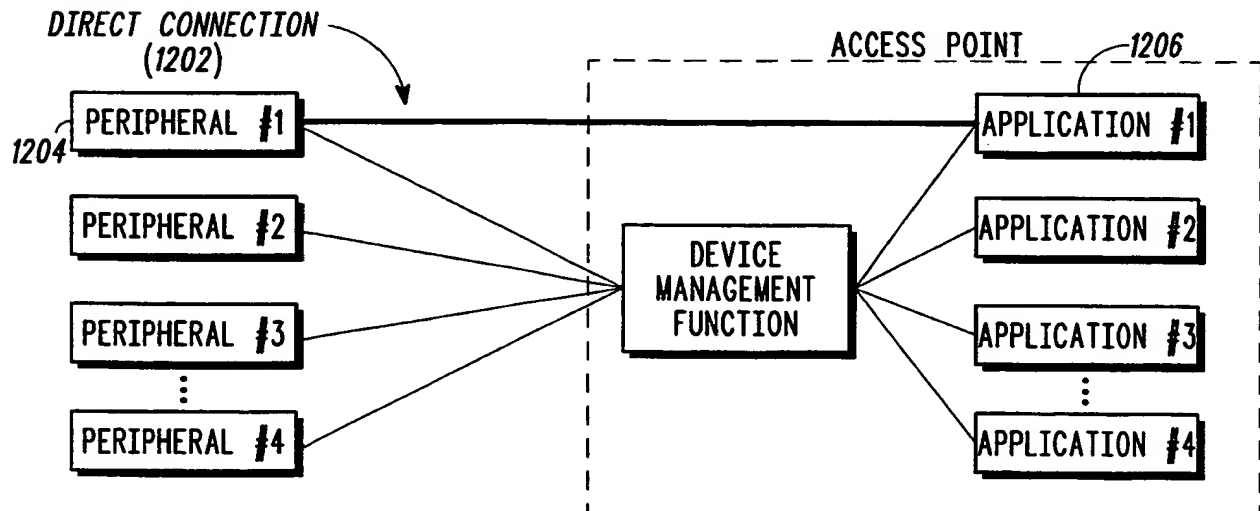 DIRECT CONNECTION
(1202)
ACCESS POINT
1206
PERIPHERAL #1
1204
APPLICATION #1
PERIPHERAL #2
APPLICATION #2
DEVICE
MANAGEMENT
FUNCTION
PERIPHERAL #3
APPLICATION #3
PERIPHERAL #4
APPLICATION #4